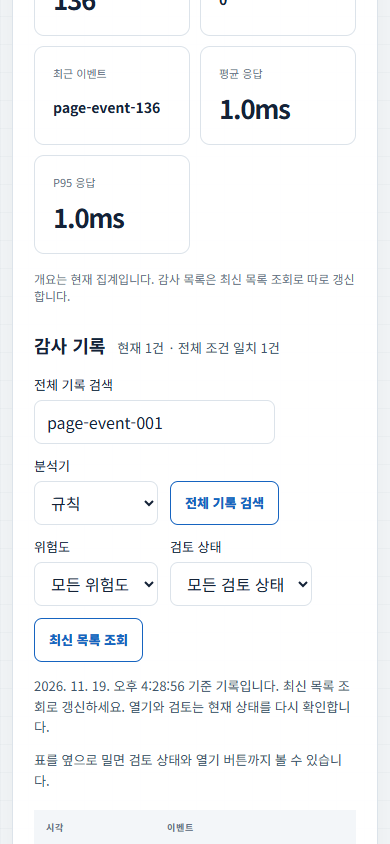 136
0
최근 이벤트
평균 응답
page-event-136
1.0ms
P95 응답
1.0ms
개요는 현재 집계입니다. 감사 목록은 최신 목록 조회로 따로 갱신
합니다.
감사 기록 현재 1건 · 전체 조건 일치 1건
전체 기록 검색
page-event-001
분석기
규칙
전체 기록 검색
위험도
검토 상태
모든 위험도
모든 검토 상태
최신 목록 조회
2026. 11. 19. 오후 4:28:56 기준 기록입니다. 최신 목록 조
회로 갱신하세요. 열기와 검토는 현재 상태를 다시 확인합니
다.
표를 옆으로 밀면 검토 상태와 열기 버튼까지 볼 수 있습니
다.
시각
이벤트